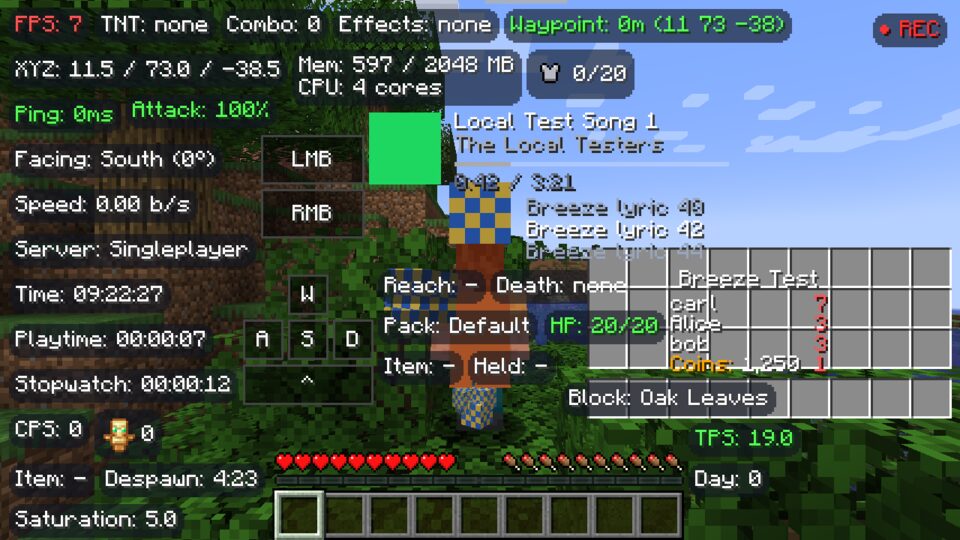 FPS: 7 TNT: none Combo: 0 Effects: none Waypoint: 0m (11 73 -38)
REC
XYZ: 11.5 / 73.0 / -38.5
Mem: 597 / 2048 MB
CPU: 4 cores
0/20
Ping: 0ms
Attack: 100%
Local Test Song 1
The Local Testers
0:42 / 3:21
Facing: South (0°)
LMB
Speed: 0.00 b/s
RMB
Breeze lyric 40
Breeze lyric 42
Breeze lyric 44
Server: Singleplayer
Time: 09:22:27
W
Reach: - Death: none
Breeze Test
carl 7
Alice 3
bob 3
Coins: 1,250 1
Playtime: 00:00:07
A S D
Pack: Default HP: 20/20
Stopwatch: 00:00:12
^
Item: - Held: -
Block: Oak Leaves
CPS: 0
0
TPS: 19.0
Item: - Despawn: 4:23
Day: 0
Saturation: 5.0